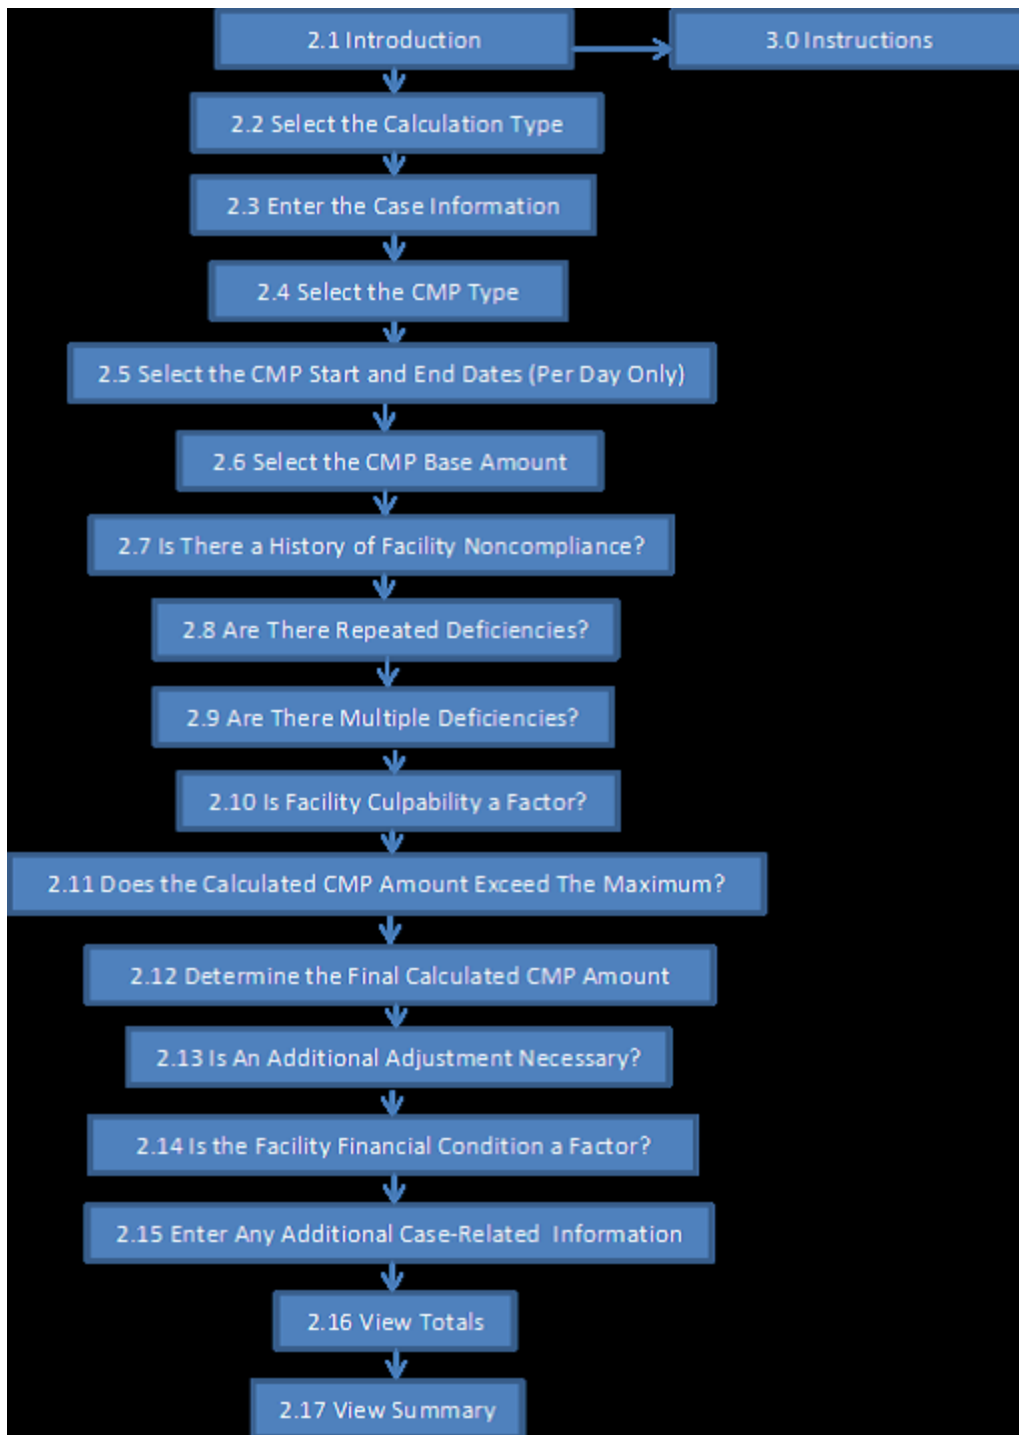 2.1 Introduction
3.0 Instructions
2.2 Select the Calculation Type
2.3 Enter the Case Information
2.4 Select the CMP Type
2.5 Select the CMP Start and End Dates (Per Day Only)
2.6 Select the CMP Base Amount
2.7 Is There a History of Facility Noncompliance?
2.8 Are There Repeated Deficiencies?
2.9 Are There Multiple Deficiencies?
2.10 Is Facility Culpability a Factor?
2.11 Does the Calculated CMP Amount Exceed The Maximum?
2.12 Determine the Final Calculated CMP Amount
2.13 Is An Additional Adjustment Necessary?
2.14 Is the Facility Financial Condition a Factor?
2.15 Enter Any Additional Case-Related  Information
2.16 View Totals
2.17 View Summary